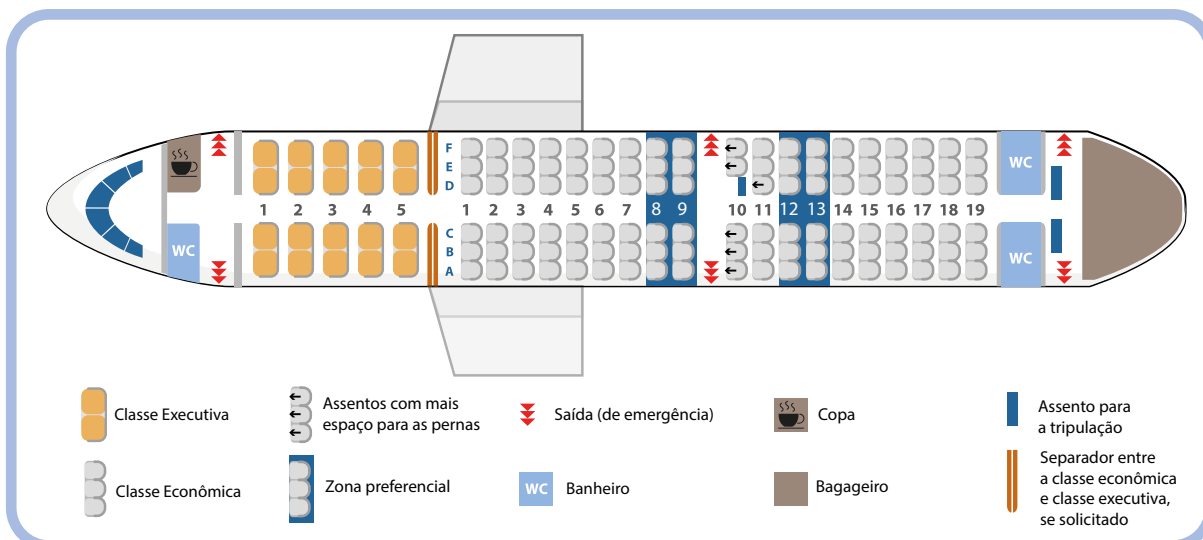 F
E
D
1 2 3 4 5 1 2 3 4 5 6 7 8 9 10 11 12 13 14 15 16 17 18 19
C
B
A
WC
WC
WC
Classe Executiva
Assentos com mais
espaço para as pernas
Saída (de emergência)
Copa
Assento para
a tripulação
Classe Econômica
Zona preferencial
WC
Banheiro
Bagageiro
Separador entre
a classe econômica
e classe executiva,
se solicitado